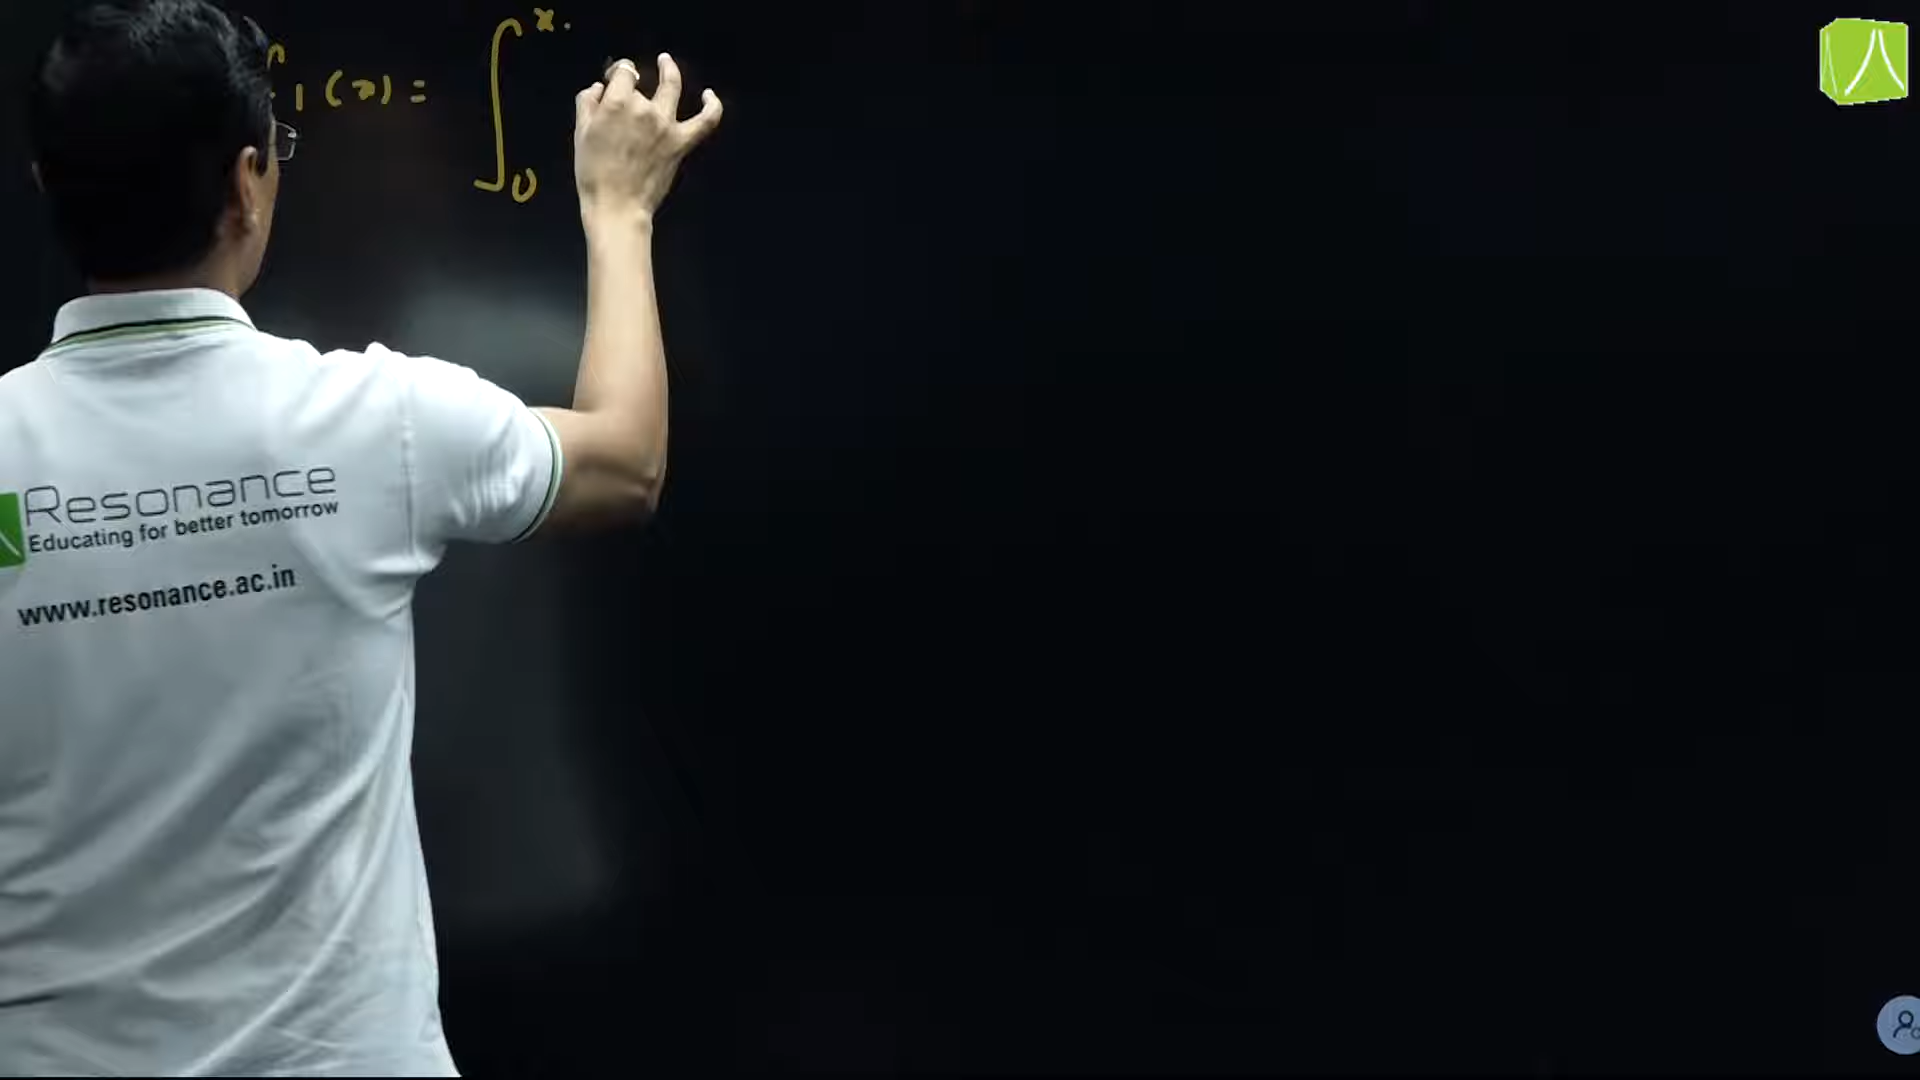 1 (x) = ∫₀ˣ
Resonance
Educating for better tomorrow
www.resonance.ac.in